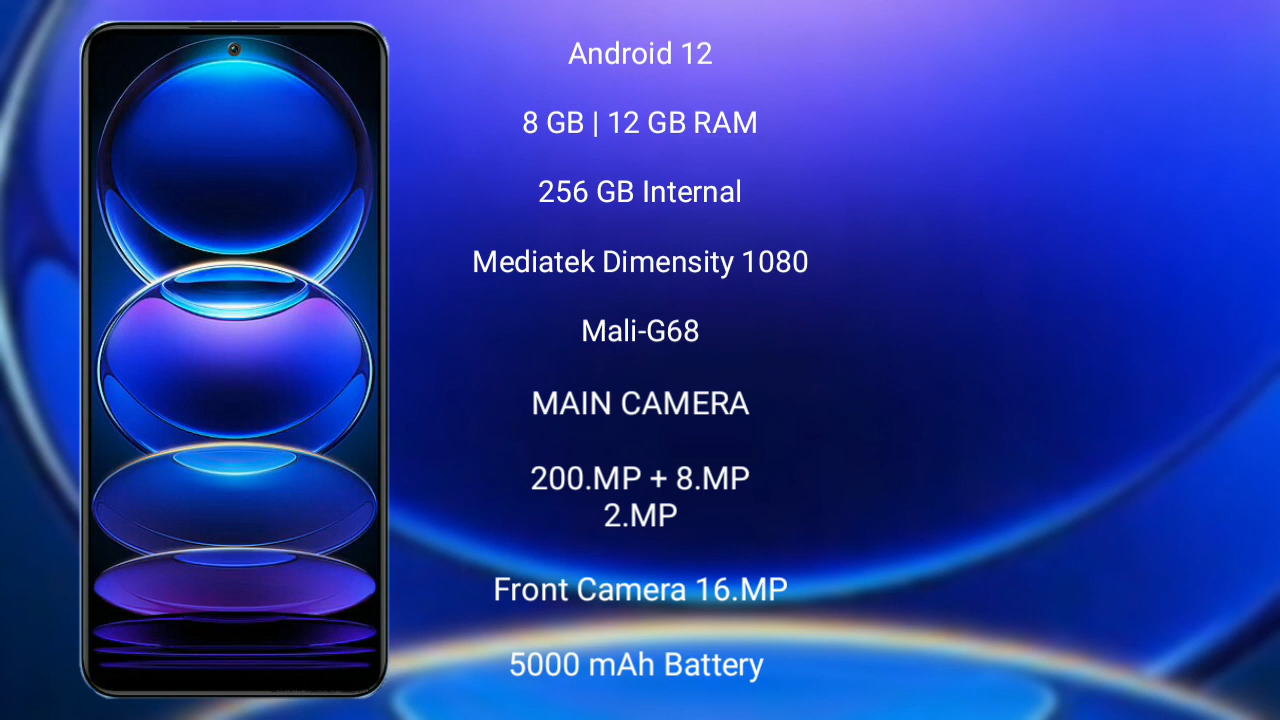 Android 12
8 GB | 12 GB RAM
256 GB Internal
Mediatek Dimensity 1080
Mali-G68
MAIN CAMERA
200.MP + 8.MP
2.MP
Front Camera 16.MP
5000 mAh Battery